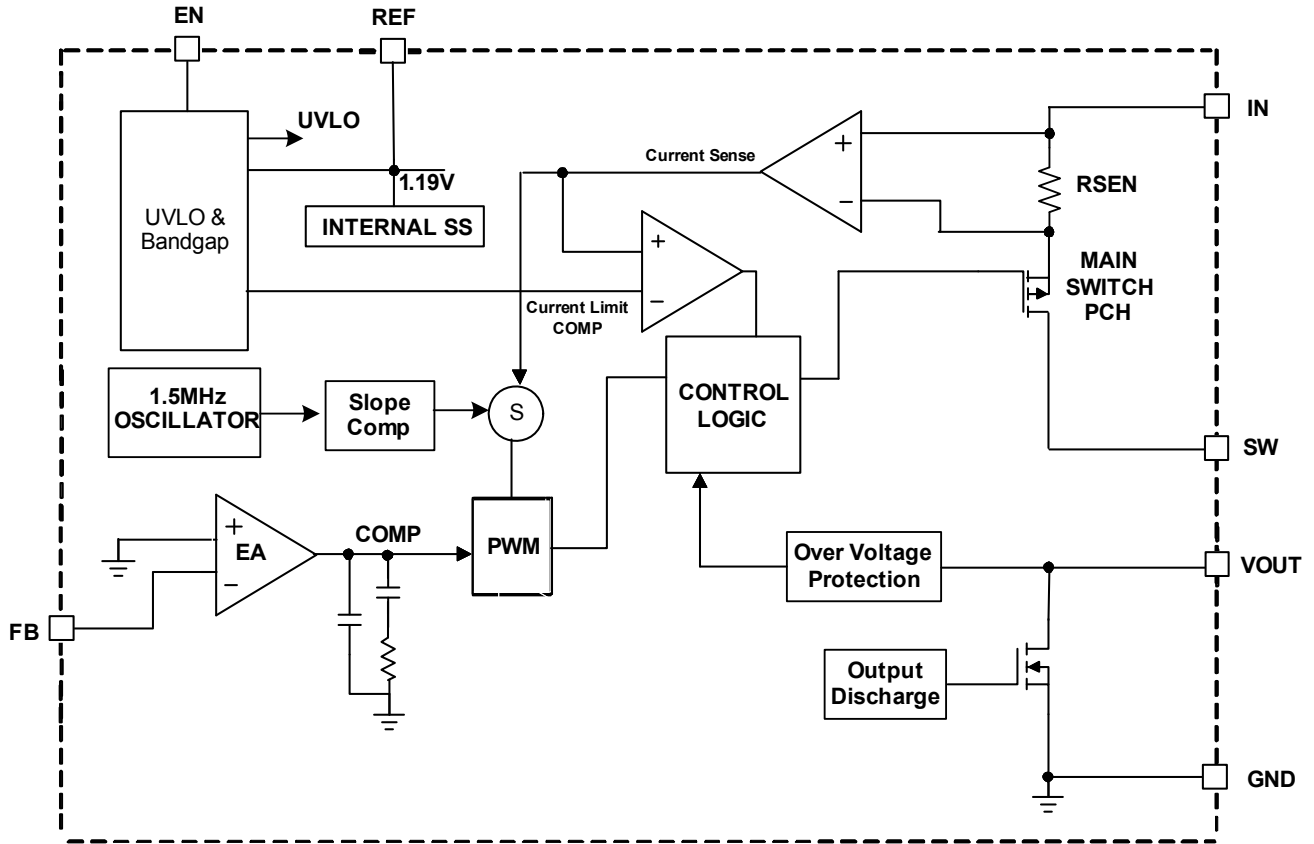 EN
REF
IN
UVLO
Current Sense
+
−
RSEN
1.19V
UVLO &
Bandgap
INTERNAL SS
+
−
MAIN
SWITCH
PCH
Current Limit
COMP
1.5MHz
OSCILLATOR
Slope
Comp
S
CONTROL
LOGIC
SW
+
EA
−
COMP
PWM
Over Voltage
Protection
VOUT
FB
Output
Discharge
GND